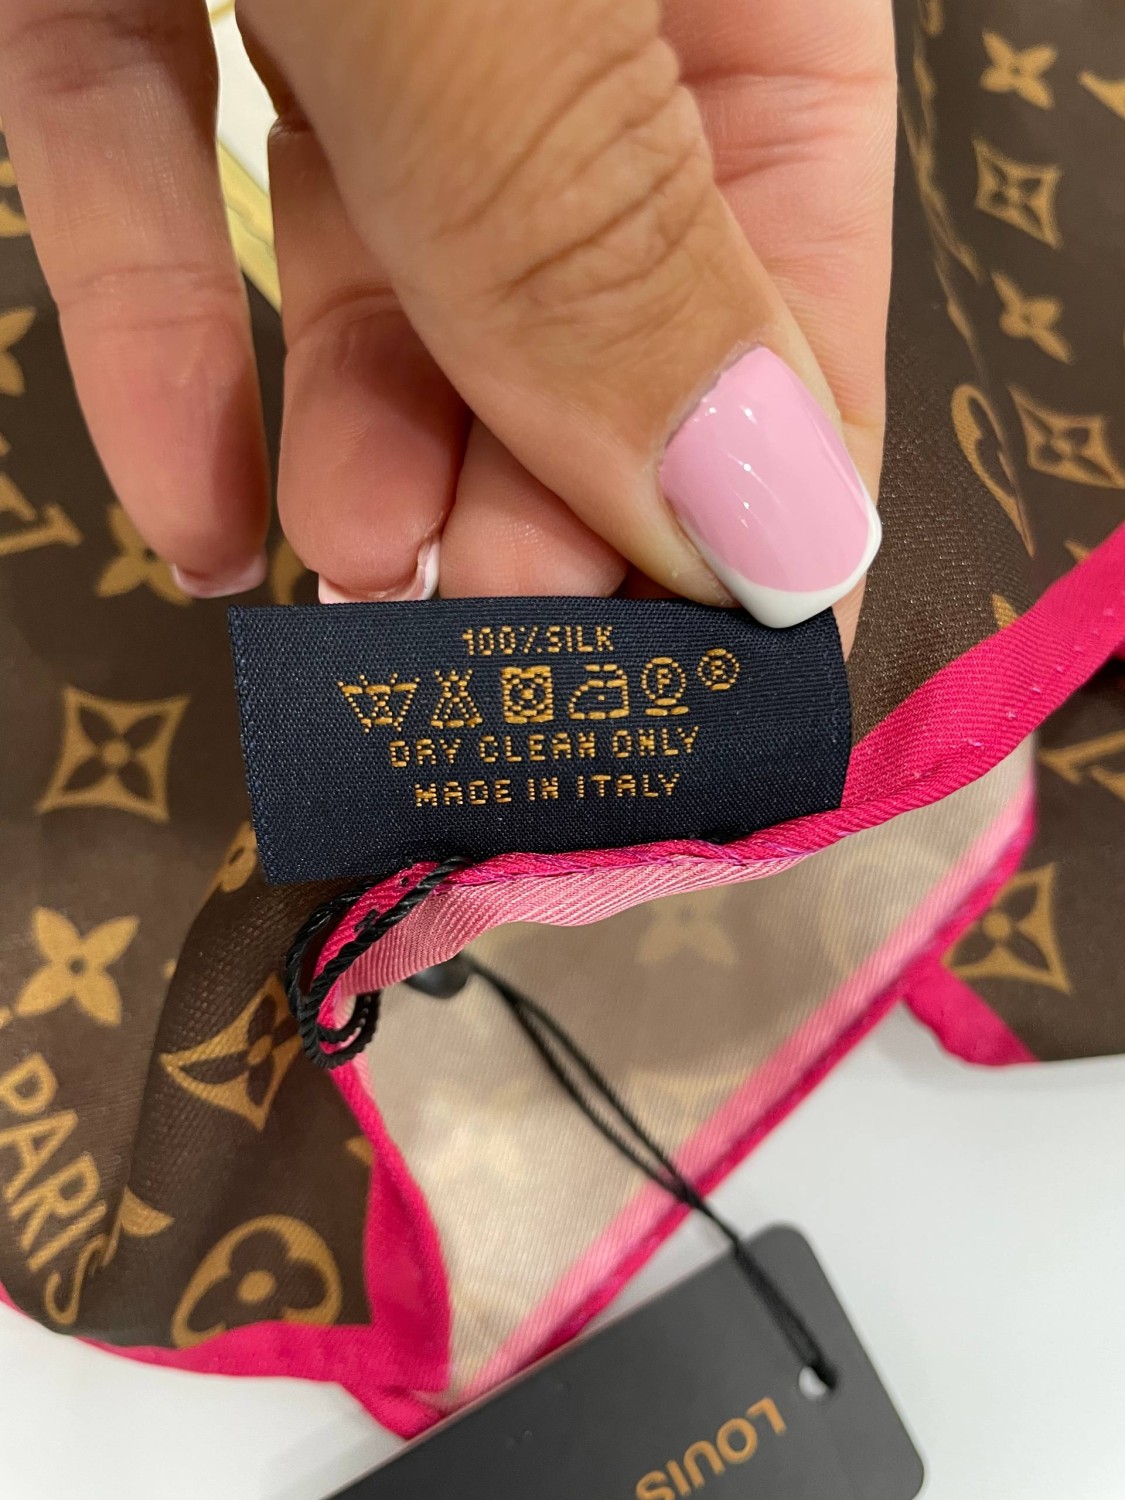 100% SILK
F R
DRY CLEAN ONLY
MADE IN ITALY
PARIS
LOUIS